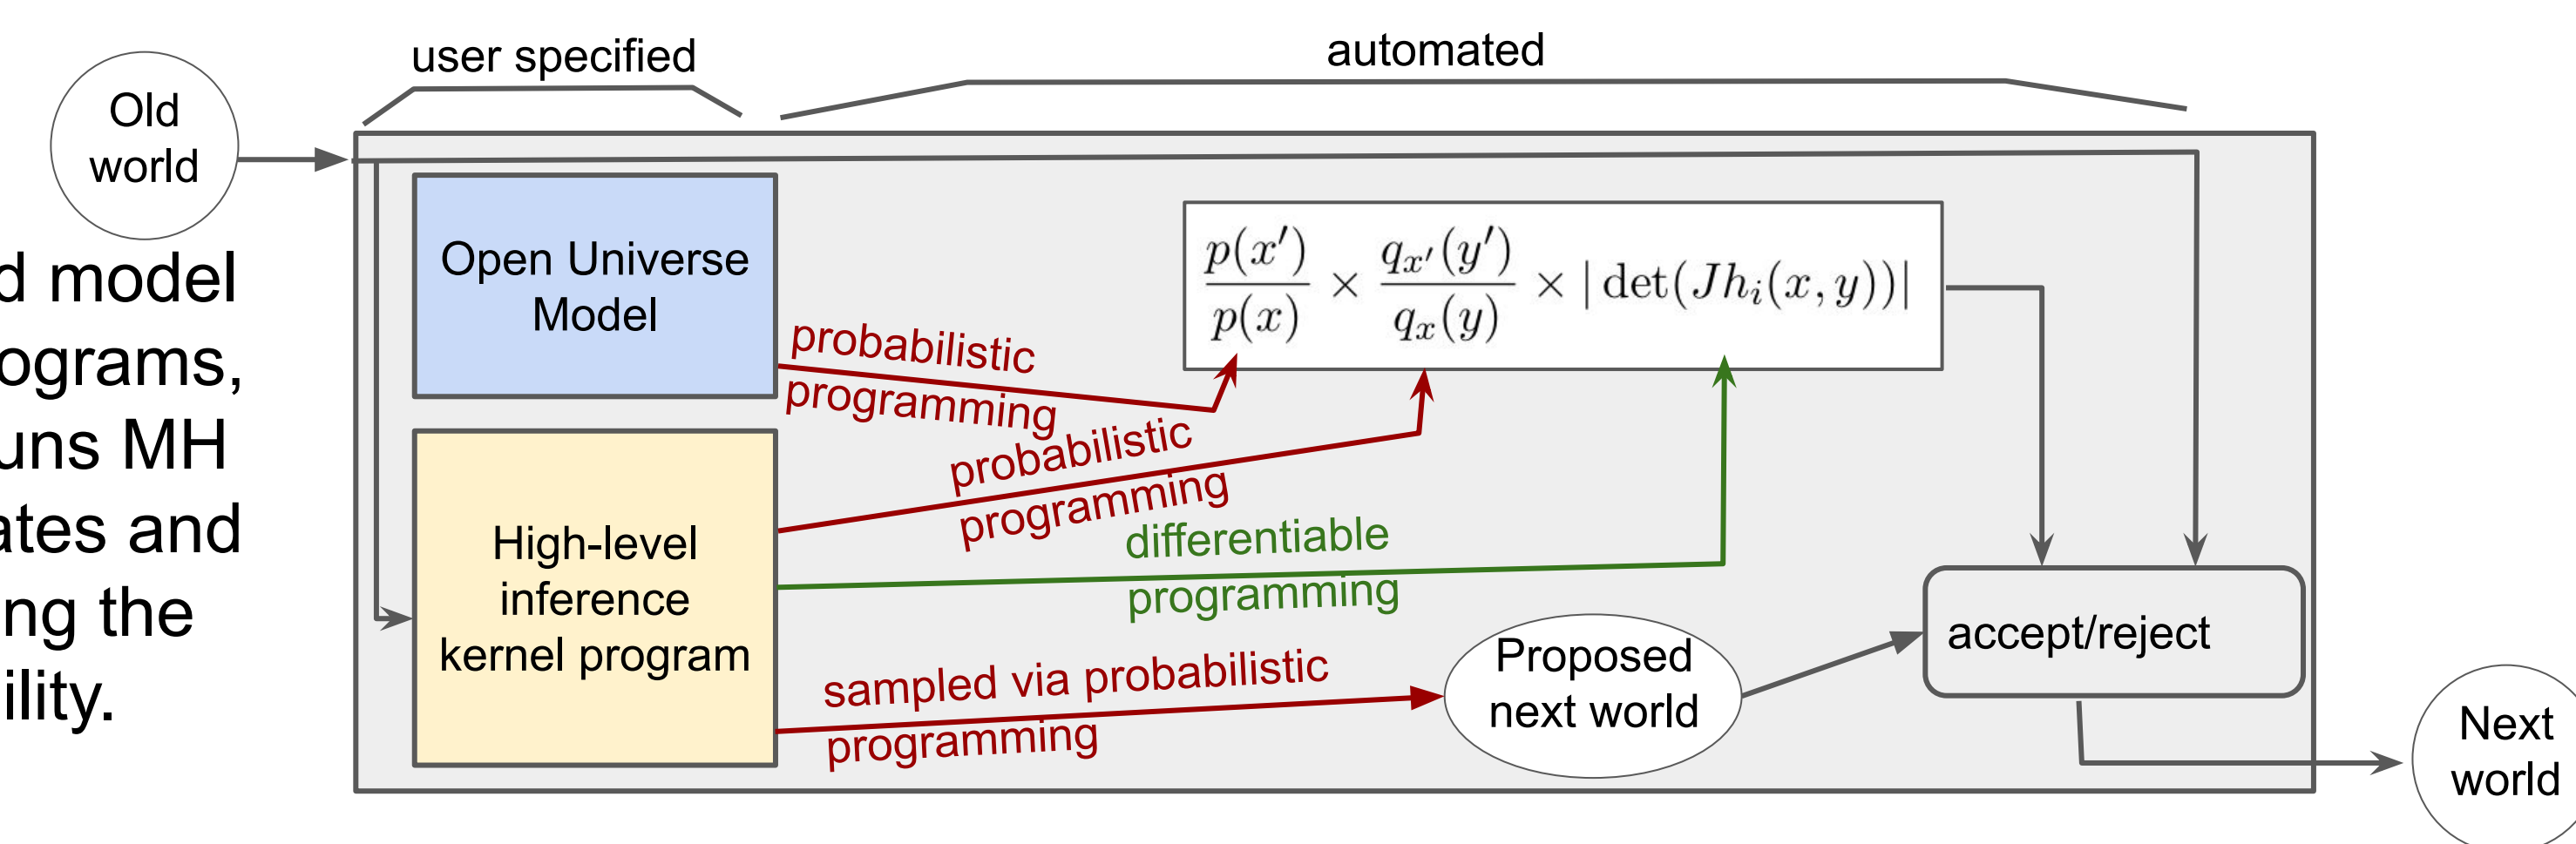 user specified
automated
Old
world
d model
ograms,
uns MH
ates and
ng the
ility.
Open Universe
Model
High-level
inference
kernel program
probabilistic
programming
probabilistic
programming
differentiable
programming
sampled via probabilistic
programming
p(x′)/p(x) × q_{x′}(y′)/q_x(y) × | det(Jh_i(x, y))|
Proposed
next world
accept/reject
Next
world